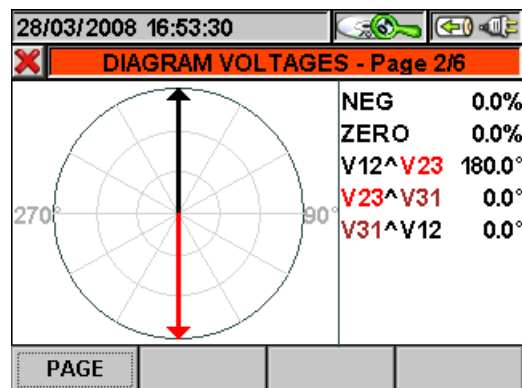 28/03/2008 16:53:30
DIAGRAM VOLTAGES - Page 2/6
NEG 0.0%
ZERO 0.0%
V12^V23 180.0°
270° 90° V23^V31 0.0°
V31^V12 0.0°
PAGE